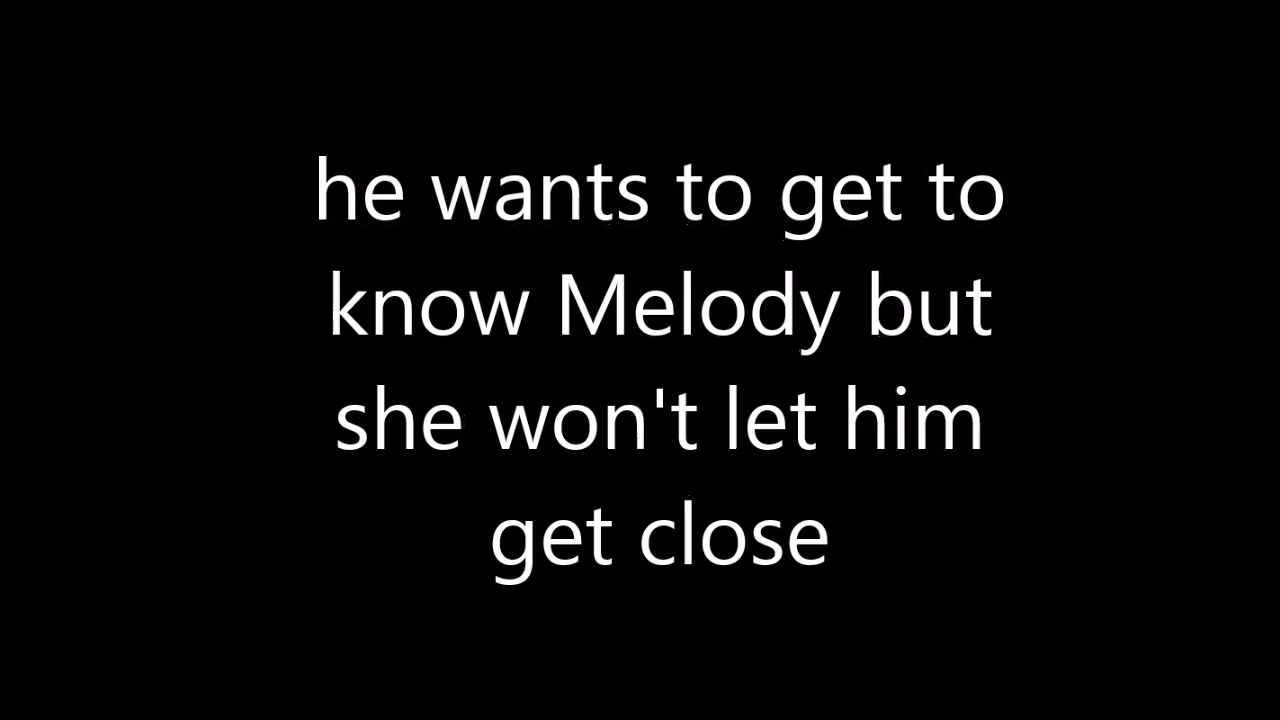 he wants to get to
know Melody but
she won't let him
get close